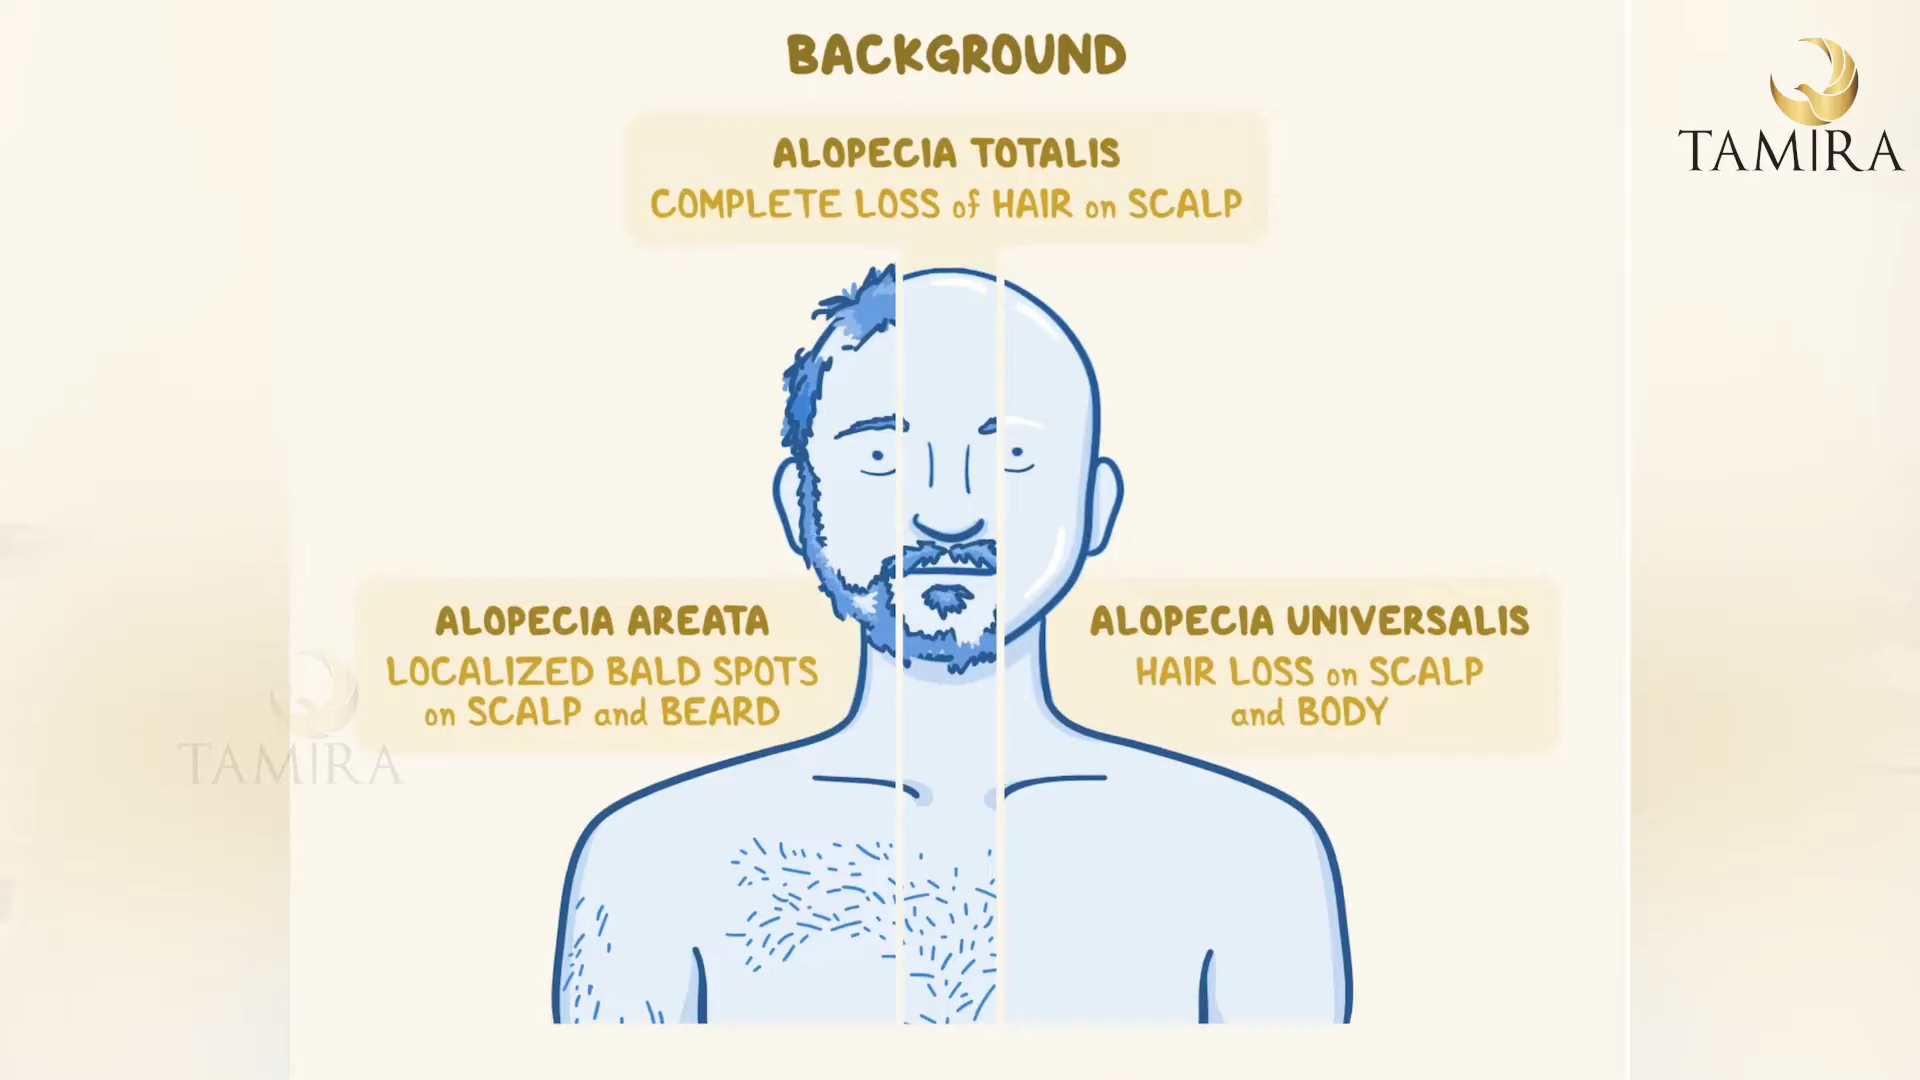 BACKGROUND
TAMIRA
ALOPECIA TOTALIS
COMPLETE LOSS of HAIR on SCALP
ALOPECIA AREATA
LOCALIZED BALD SPOTS
on SCALP and BEARD
ALOPECIA UNIVERSALIS
HAIR LOSS on SCALP
and BODY
TAMIRA